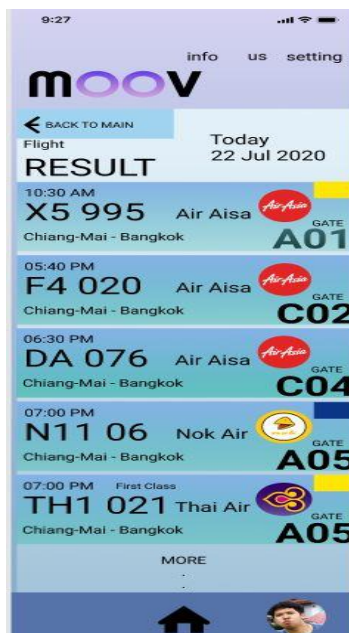 9:27
info us setting
moov
BACK TO MAIN
Flight
RESULT
Today
22 Jul 2020
10:30 AM
X5 995 Air Aisa AirAsia
GATE
Chiang-Mai - Bangkok A01
05:40 PM
F4 020 Air Aisa AirAsia
GATE
Chiang-Mai - Bangkok C02
06:30 PM
DA 076 Air Aisa AirAsia
GATE
Chiang-Mai - Bangkok C04
07:00 PM
N11 06 Nok Air
GATE
Chiang-Mai - Bangkok A05
07:00 PM First Class
TH1 021 Thai Air
GATE
Chiang-Mai - Bangkok A05
MORE